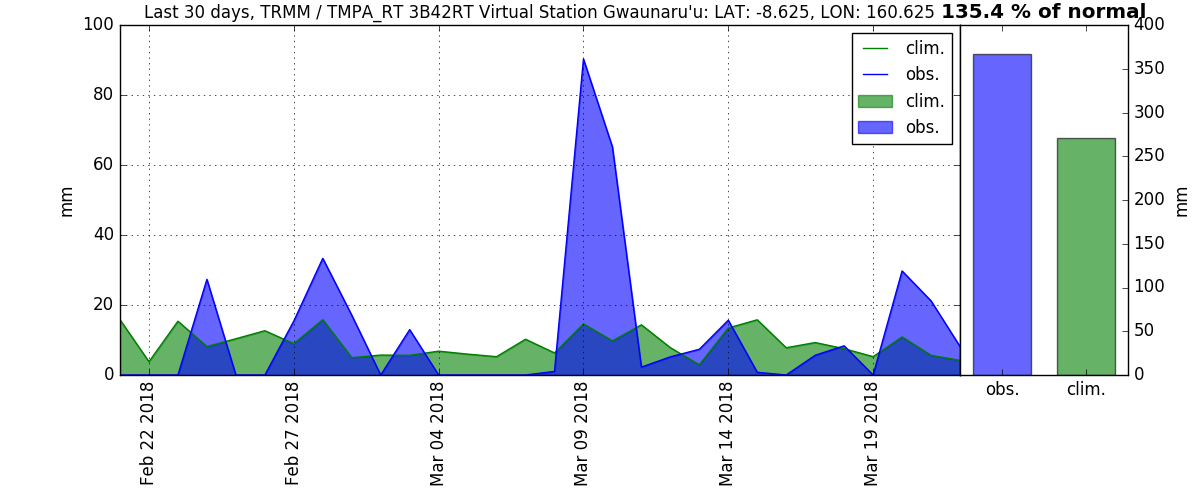 Last 30 days, TRMM / TMPA_RT 3B42RT Virtual Station Gwaunaru'u: LAT: -8.625, LON: 160.625 135.4 % of normal
100
80
60
40
20
0
mm
clim.
obs.
clim.
obs.
400
350
300
250
200
150
100
50
0
mm
Feb 22 2018
Feb 27 2018
Mar 04 2018
Mar 09 2018
Mar 14 2018
Mar 19 2018
obs.
clim.